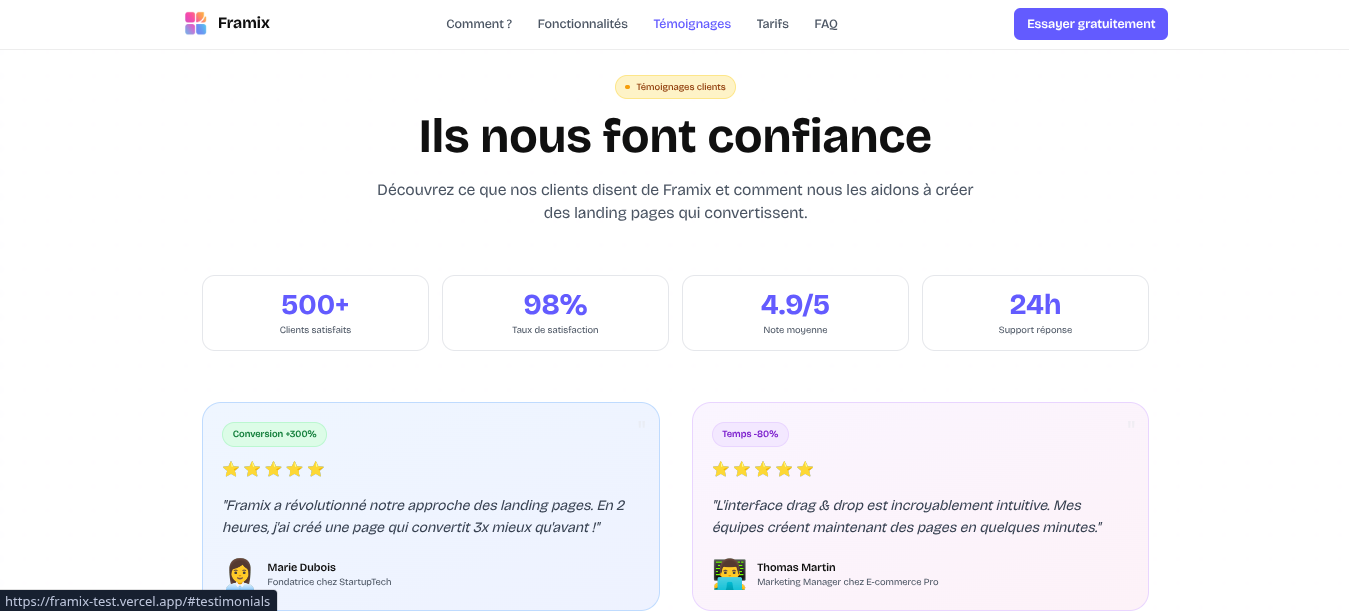 Framix
Comment ?
Fonctionnalités
Témoignages
Tarifs
FAQ
Essayer gratuitement
Témoignages clients
Ils nous font confiance
Découvrez ce que nos clients disent de Framix et comment nous les aidons à créer
des landing pages qui convertissent.
500+
Clients satisfaits
98%
Taux de satisfaction
4.9/5
Note moyenne
24h
Support réponse
Conversion +300%
"Framix a révolutionné notre approche des landing pages. En 2
heures, j'ai créé une page qui convertit 3x mieux qu'avant !"
Marie Dubois
Fondatrice chez StartupTech
Temps -80%
"L'interface drag & drop est incroyablement intuitive. Mes
équipes créent maintenant des pages en quelques minutes."
Thomas Martin
Marketing Manager chez E-commerce Pro
https://framix-test.vercel.app/#testimonials